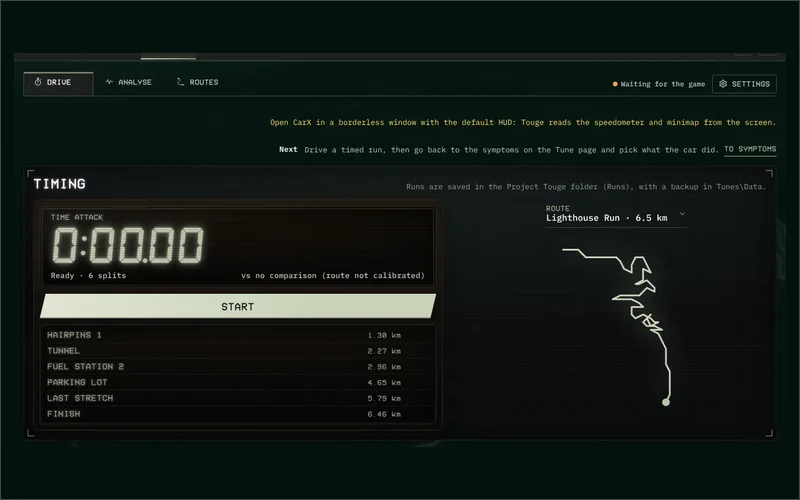 DRIVE
ANALYSE
ROUTES
Waiting for the game
SETTINGS
Open CarX in a borderless window with the default HUD: Touge reads the speedometer and minimap from the screen.
Next Drive a timed run, then go back to the symptoms on the Tune page and pick what the car did. TO SYMPTOMS
TIMING
Runs are saved in the Project Touge folder (Runs), with a backup in Tunes\Data.
TIME ATTACK
0:00.00
Ready · 6 splits
vs no comparison (route not calibrated)
START
HAIRPINS 1 1.30 km
TUNNEL 2.27 km
FUEL STATION 2 2.96 km
PARKING LOT 4.65 km
LAST STRETCH 5.79 km
FINISH 6.46 km
ROUTE
Lighthouse Run · 6.5 km